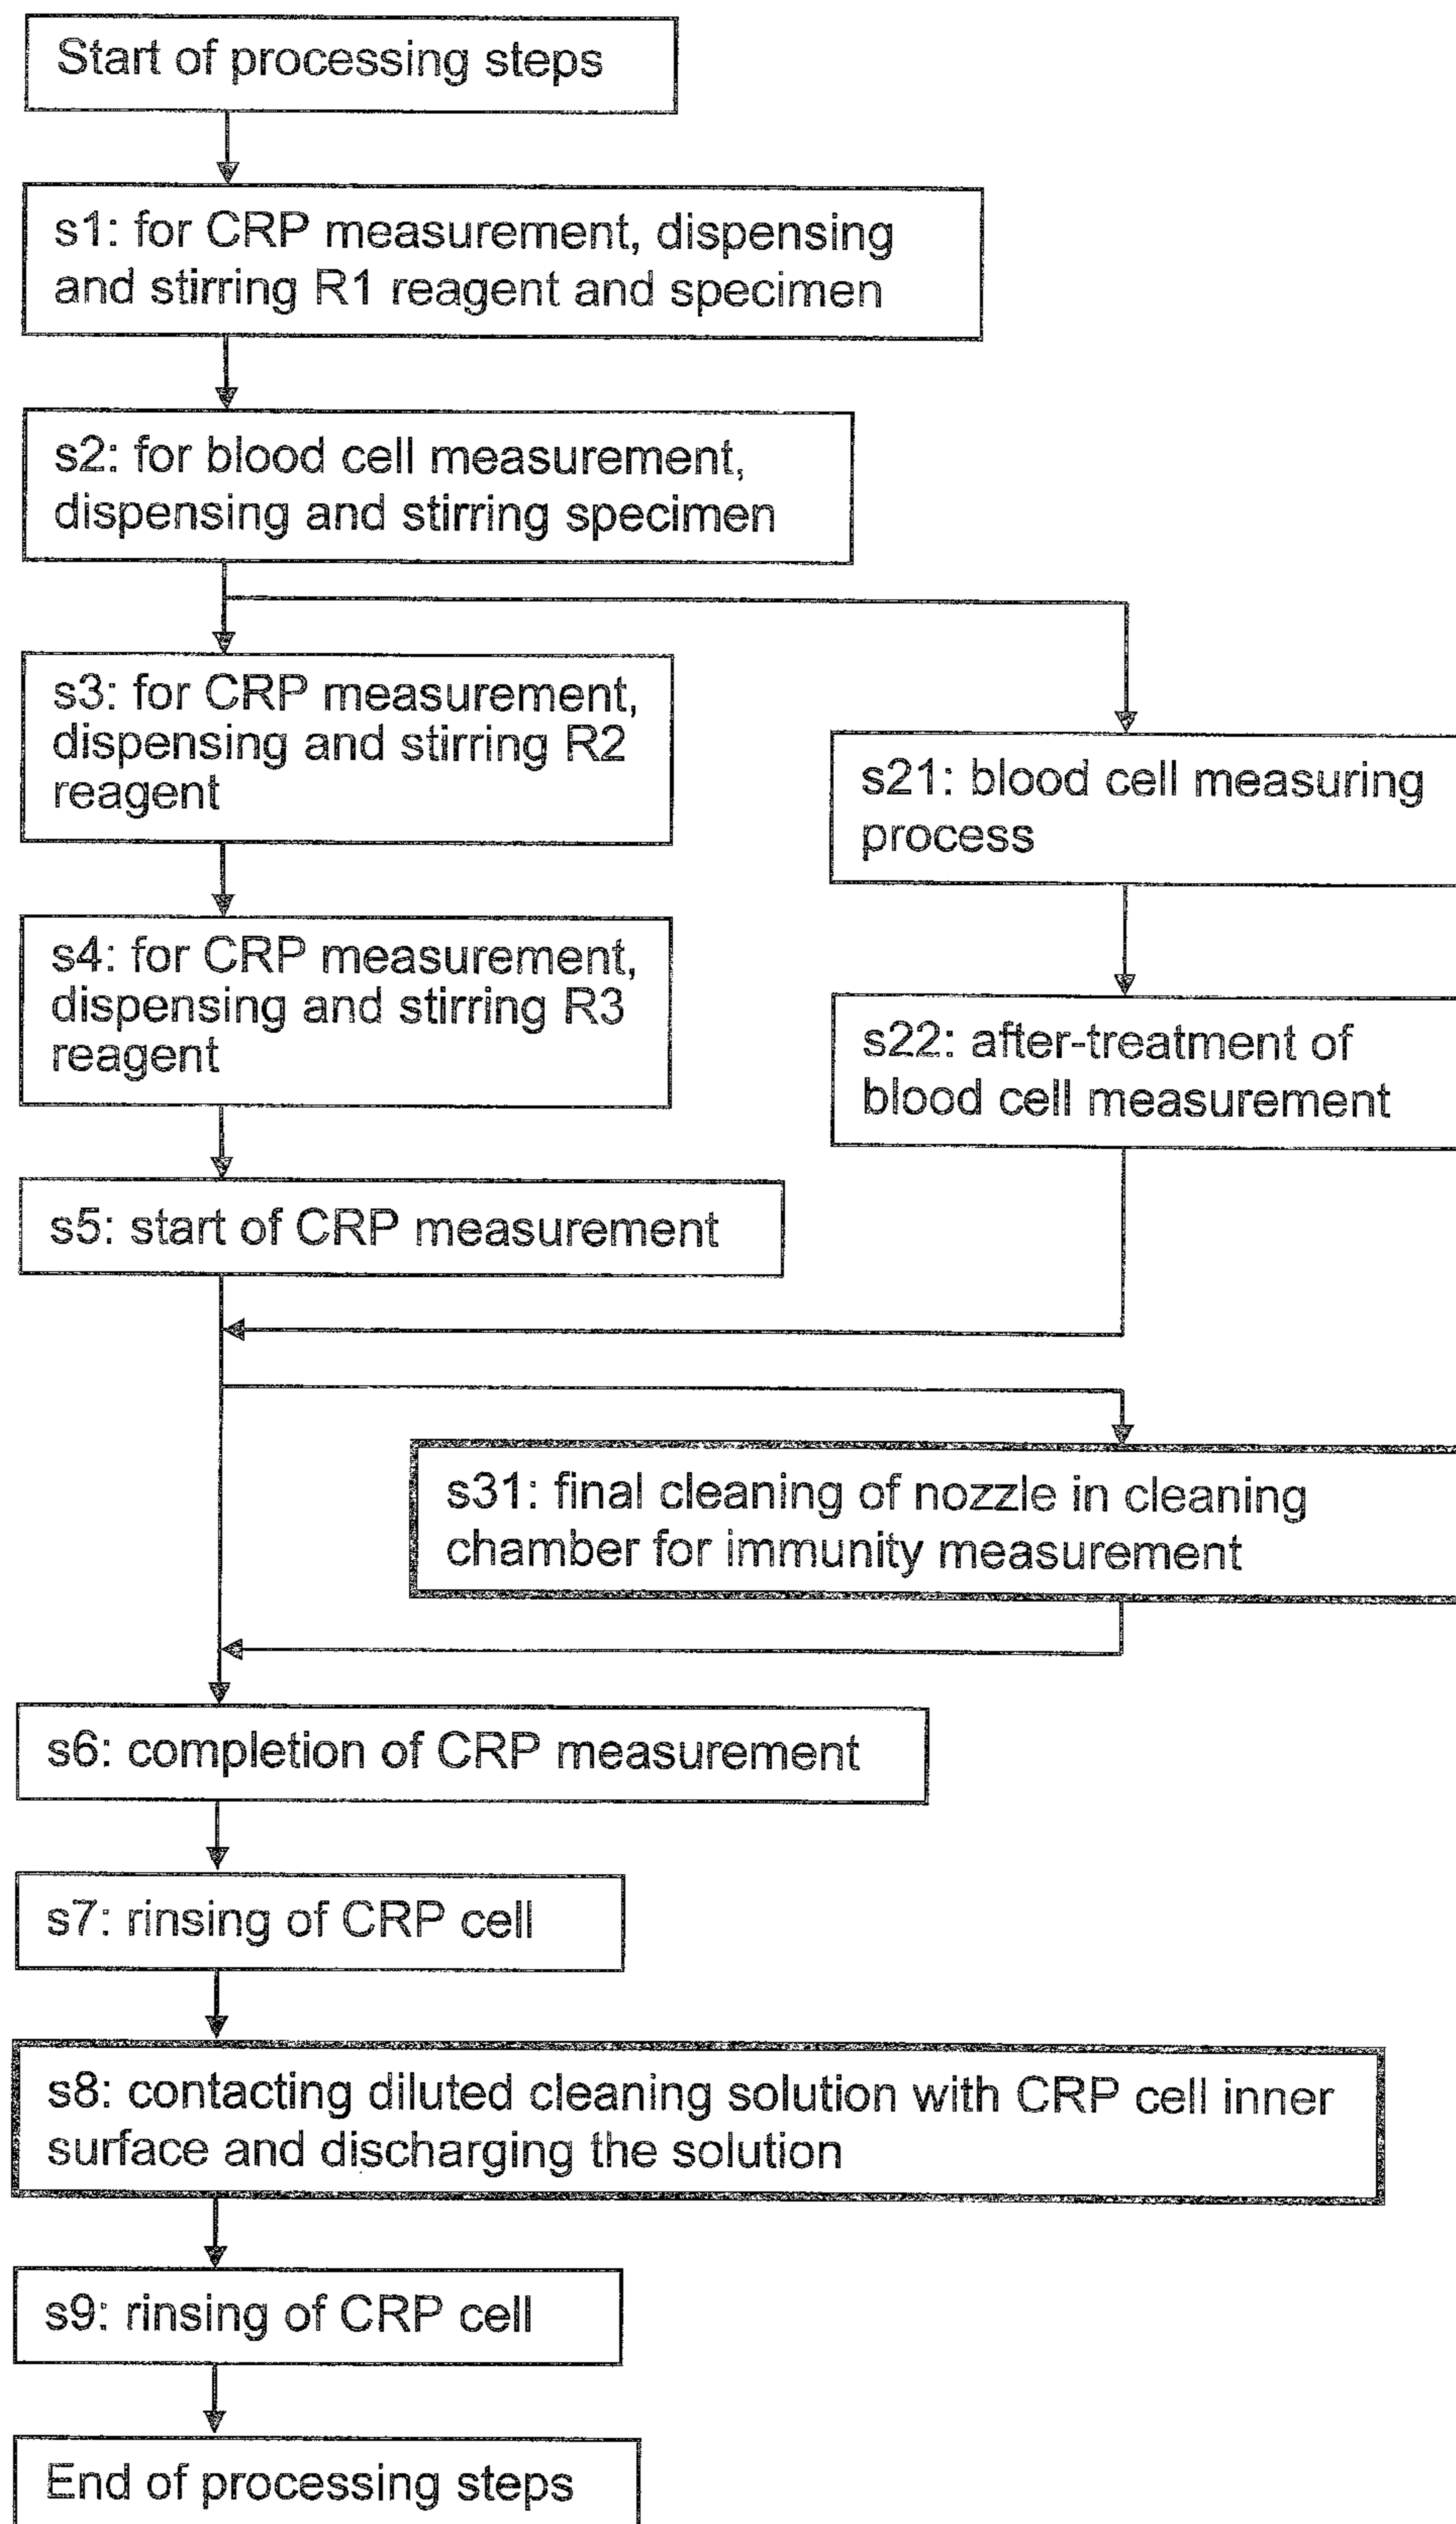 Start of processing steps
s1: for CRP measurement, dispensing
and stirring R1 reagent and specimen
s2: for blood cell measurement,
dispensing and stirring specimen
s3: for CRP measurement,
dispensing and stirring R2
reagent
s21: blood cell measuring
process
s4: for CRP measurement,
dispensing and stirring R3
reagent
s22: after-treatment of
blood cell measurement
s5: start of CRP measurement
s31: final cleaning of nozzle in cleaning
chamber for immunity measurement
s6: completion of CRP measurement
s7: rinsing of CRP cell
s8: contacting diluted cleaning solution with CRP cell inner
surface and discharging the solution
s9: rinsing of CRP cell
End of processing steps